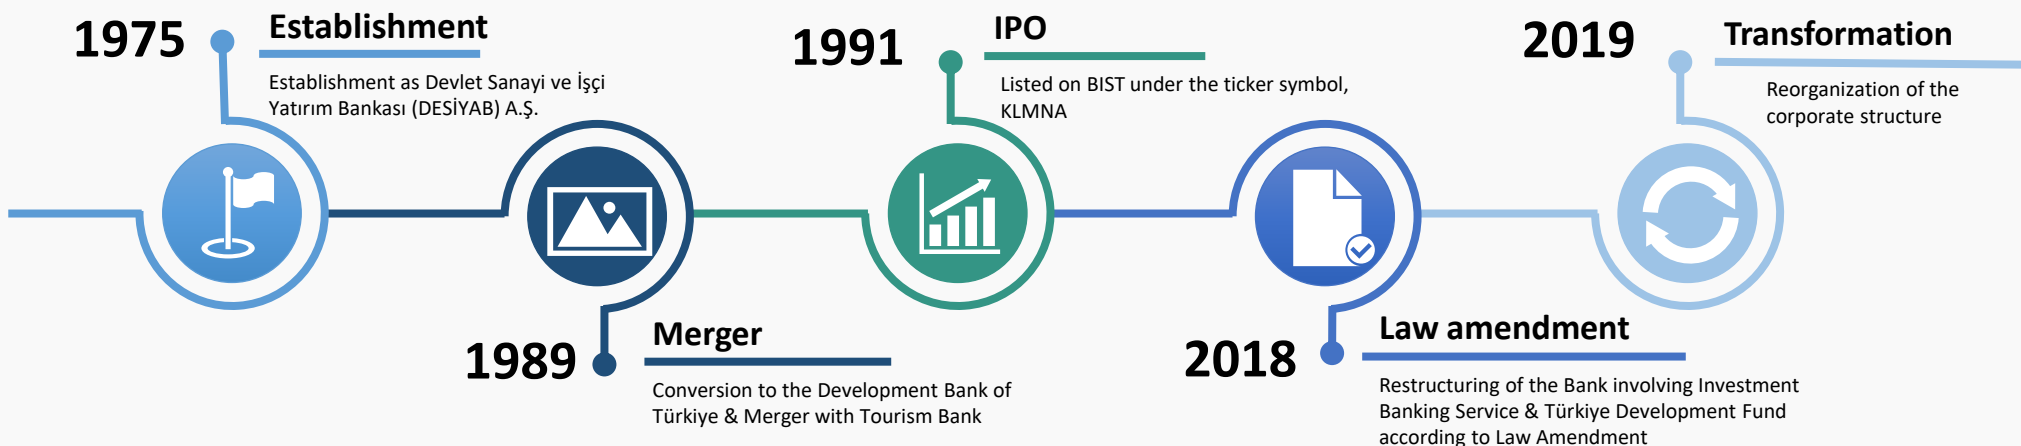 1975
Establishment
Establishment as Devlet Sanayi ve İşçi
Yatırım Bankası (DESİYAB) A.Ş.
1989
Merger
Conversion to the Development Bank of
Türkiye & Merger with Tourism Bank
1991
IPO
Listed on BIST under the ticker symbol,
KLMNA
2018
Law amendment
Restructuring of the Bank involving Investment
Banking Service & Türkiye Development Fund
according to Law Amendment
2019
Transformation
Reorganization of the
corporate structure